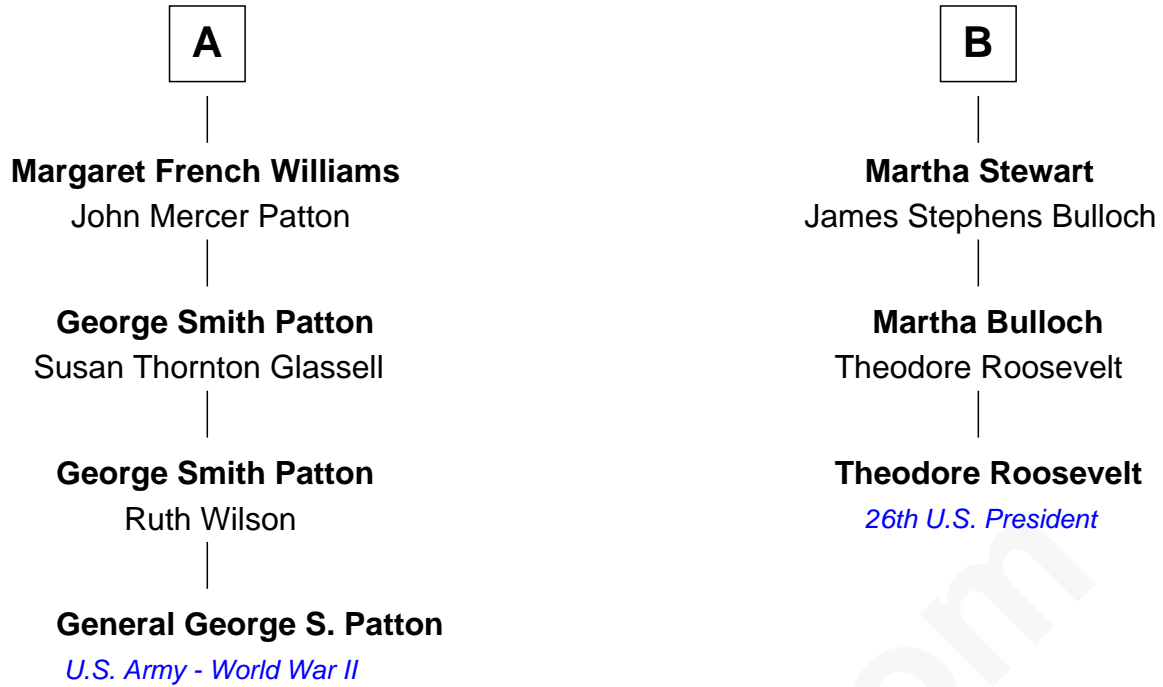 A
Margaret French Williams
John Mercer Patton
George Smith Patton
Susan Thornton Glassell
George Smith Patton
Ruth Wilson
General George S. Patton
U.S. Army - World War II
B
Martha Stewart
James Stephens Bulloch
Martha Bulloch
Theodore Roosevelt
Theodore Roosevelt
26th U.S. President
om